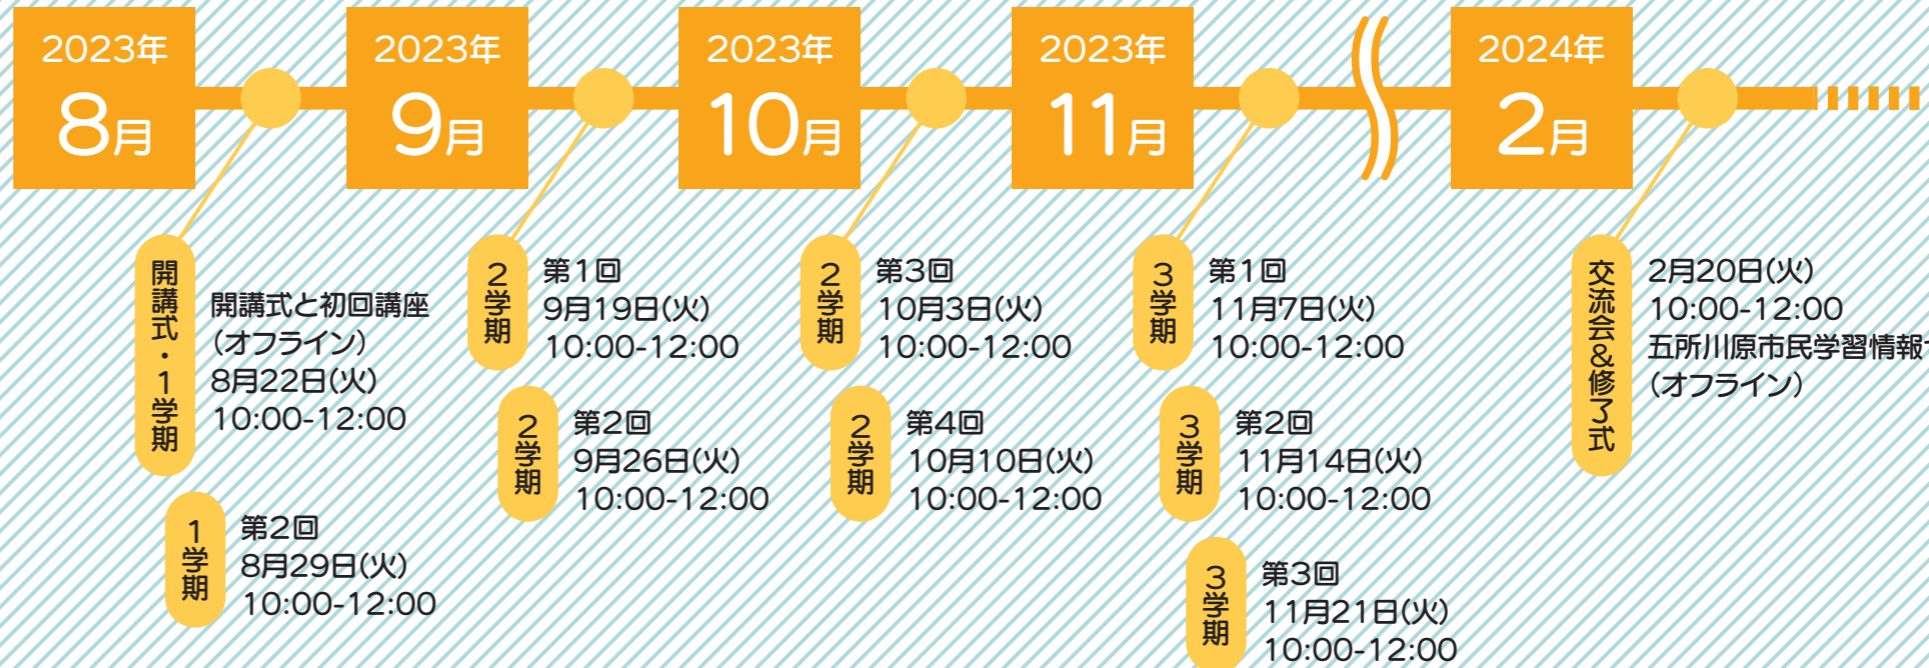 2023年
8月
2023年
9月
2023年
10月
2023年
11月
2024年
2月
開講式・1学期
開講式と初回講座
(オフライン)
8月22日(火)
10:00-12:00
1学期
第2回
8月29日(火)
10:00-12:00
2学期
第1回
9月19日(火)
10:00-12:00
2学期
第2回
9月26日(火)
10:00-12:00
2学期
第3回
10月3日(火)
10:00-12:00
2学期
第4回
10月10日(火)
10:00-12:00
3学期
第1回
11月7日(火)
10:00-12:00
3学期
第2回
11月14日(火)
10:00-12:00
3学期
第3回
11月21日(火)
10:00-12:00
交流会&修了式
2月20日(火)
10:00-12:00
五所川原市民学習情報
(オフライン)